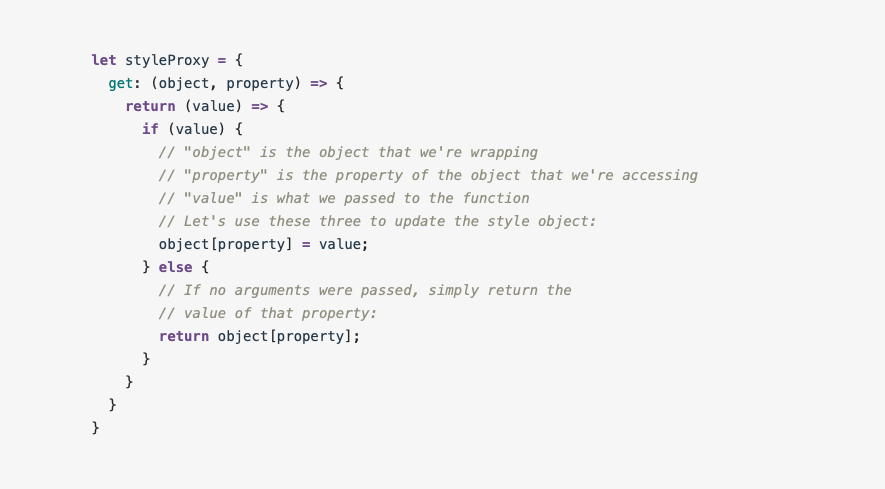 let styleProxy = {
  get: (object, property) => {
    return (value) => {
      if (value) {
        // "object" is the object that we're wrapping
        // "property" is the property of the object that we're accessing
        // "value" is what we passed to the function
        // Let's use these three to update the style object:
        object[property] = value;
      } else {
        // If no arguments were passed, simply return the
        // value of that property:
        return object[property];
      }
    }
  }
}